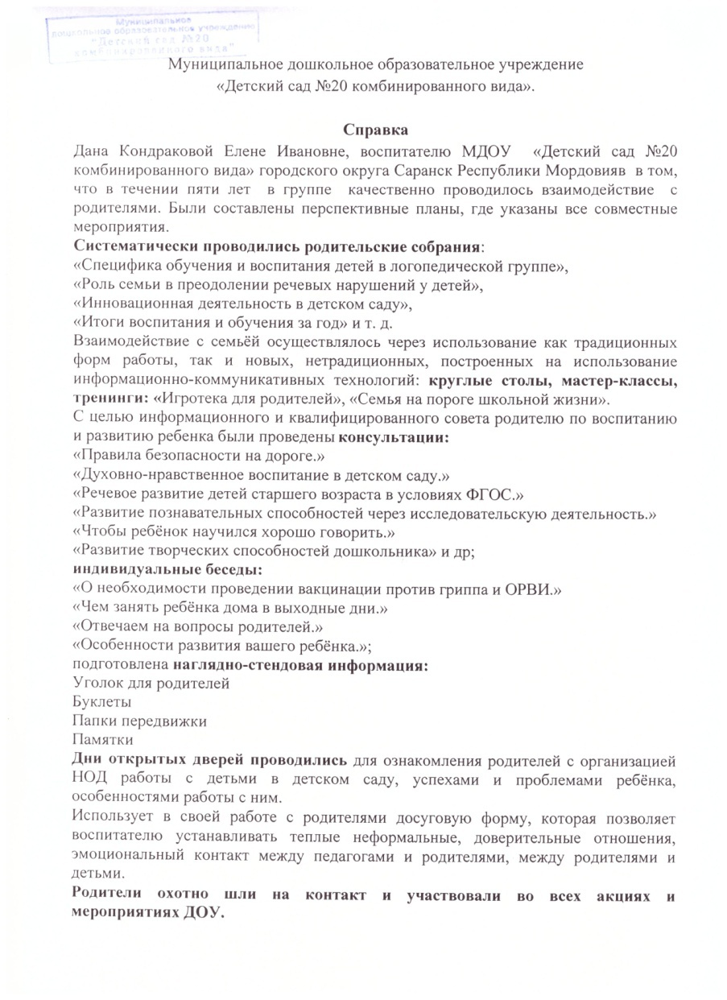 Муниципальное
дошкольное образовательное учреждение
"Детский сад №20
комбинированного вида"
Муниципальное дошкольное образовательное учреждение
«Детский сад №20 комбинированного вида».
Справка
Дана Кондраковой Елене Ивановне, воспитателю МДОУ «Детский сад №20
комбинированного вида» городского округа Саранск Республики Мордовияв в том,
что в течении пяти лет в группе качественно проводилось взаимодействие с
родителями. Были составлены перспективные планы, где указаны все совместные
мероприятия.
Систематически проводились родительские собрания:
«Специфика обучения и воспитания детей в логопедической группе»,
«Роль семьи в преодолении речевых нарушений у детей»,
«Инновационная деятельность в детском саду»,
«Итоги воспитания и обучения за год» и т. д.
Взаимодействие с семьёй осуществлялось через использование как традиционных
форм работы, так и новых, нетрадиционных, построенных на использование
информационно-коммуникативных технологий: круглые столы, мастер-классы,
тренинги: «Игротека для родителей», «Семья на пороге школьной жизни».
С целью информационного и квалифицированного совета родителю по воспитанию
и развитию ребенка были проведены консультации:
«Правила безопасности на дороге.»
«Духовно-нравственное воспитание в детском саду.»
«Речевое развитие детей старшего возраста в условиях ФГОС.»
«Развитие познавательных способностей через исследовательскую деятельность.»
«Чтобы ребёнок научился хорошо говорить.»
«Развитие творческих способностей дошкольника» и др;
индивидуальные беседы:
«О необходимости проведении вакцинации против гриппа и ОРВИ.»
«Чем занять ребёнка дома в выходные дни.»
«Отвечаем на вопросы родителей.»
«Особенности развития вашего ребёнка.»;
подготовлена наглядно-стендовая информация:
Уголок для родителей
Буклеты
Папки передвижки
Памятки
Дни открытых дверей проводились для ознакомления родителей с организацией
НОД работы с детьми в детском саду, успехами и проблемами ребёнка,
особенностями работы с ним.
Использует в своей работе с родителями досуговую форму, которая позволяет
воспитателю устанавливать теплые неформальные, доверительные отношения,
эмоциональный контакт между педагогами и родителями, между родителями и
детьми.
Родители охотно шли на контакт и участвовали во всех акциях и
мероприятиях ДОУ.